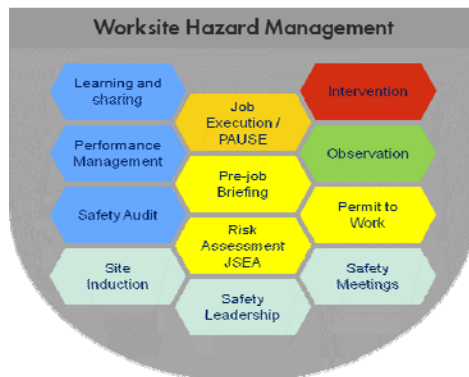 Worksite Hazard Management
Learning and
sharing
Job
Execution /
PAUSE
Intervention
Performance
Management
Pre-job
Briefing
Observation
Safety Audit
Risk
Assessment
JSEA
Permit to
Work
Site
Induction
Safety
Leadership
Safety
Meetings